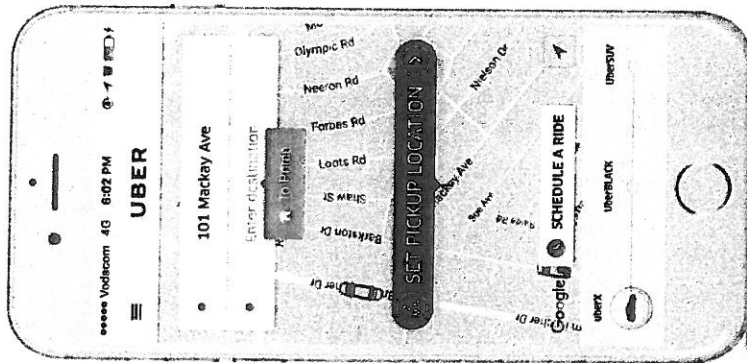 Vodacom 4G 6:02 PM
UBER
101 Mackay Ave
Enter destination
To Prinh
Olympic Rd
Neeron Rd
Forbes Rd
Loots Rd
Shaw St
Barkston Dr
SET PICKUP LOCATION >
Nielson Dr
Mackay Ave
Sue Ave
Google
SCHEDULE A RIDE
uberX
UberBLACK
UberSUV